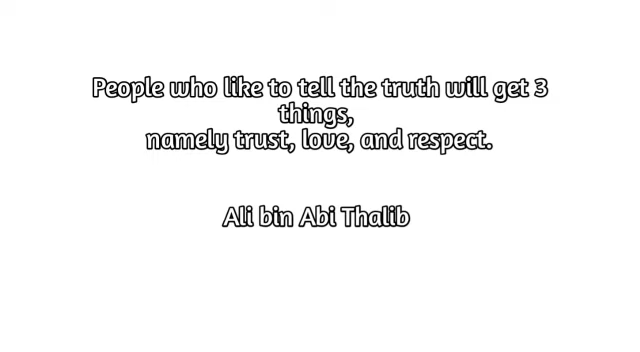 People who like to tell the truth will get 3
things,
namely trust, love, and respect.
Ali bin Abi Thalib